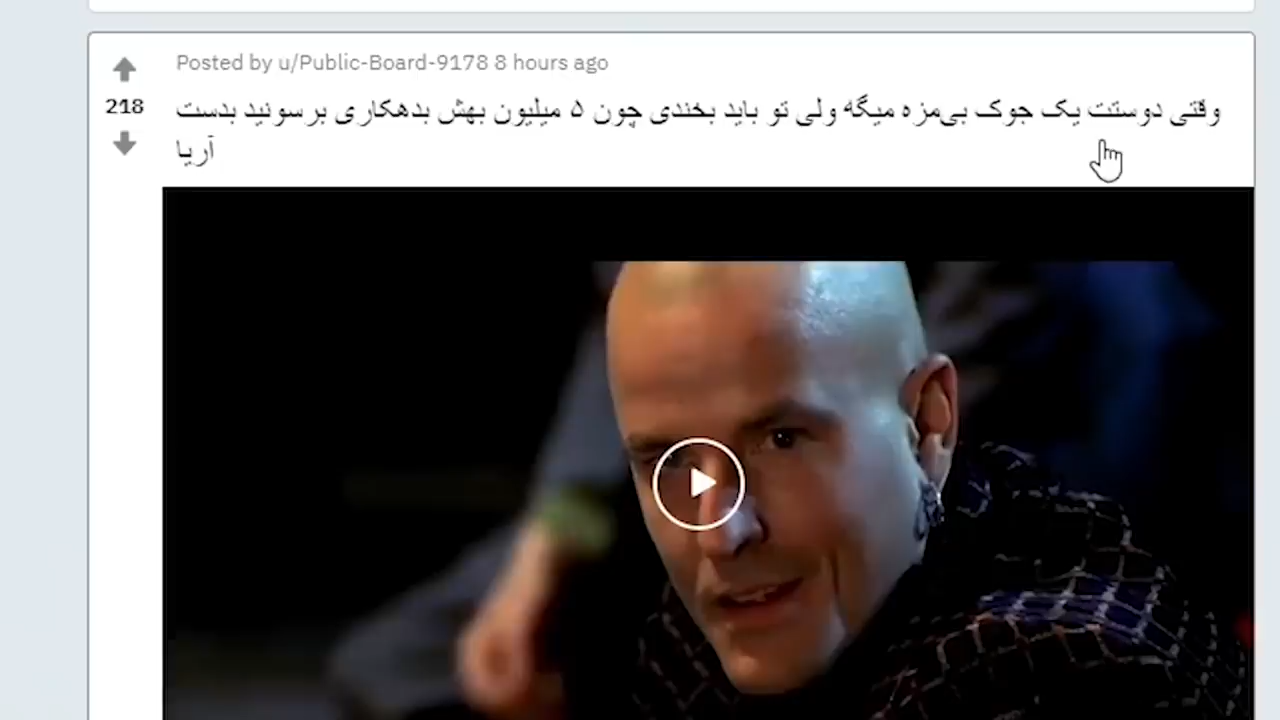 Posted by u/Public-Board-9178 8 hours ago
218
وقتی دوستت یک جوک بی‌مزه میگه ولی تو باید بخندی چون ۵ میلیون بهش بدهکاری برسونید بدست
آریا